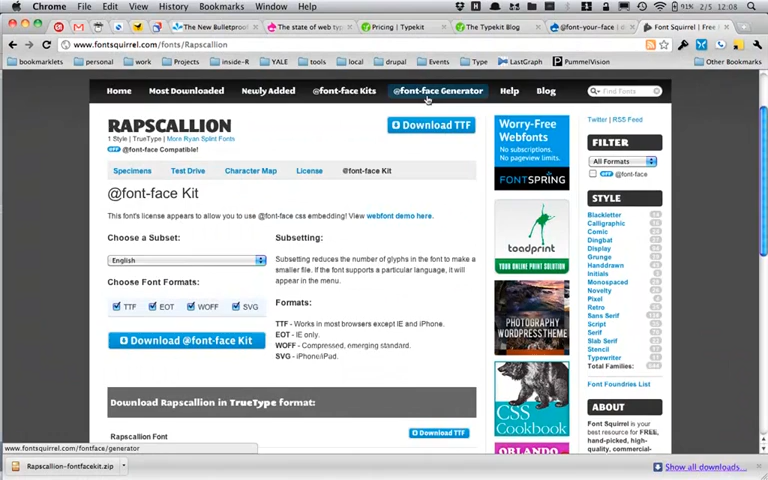 Chrome File Edit View History Bookmarks Window Help 91% 2/5 12:08
The New Bulletproof
The state of web typ
Pricing | Typekit
The Typekit Blog
@font-your-face | d
Font Squirrel | Free
www.fontsquirrel.com/fonts/Rapscallion
bookmarklets personal work Projects inside-R YALE tools local drupal Events Tv LastGraph PummelVision Other Bookmarks
Home Most Downloaded Newly Added @font-face Kits @font-face Generator Help Blog Find Fonts
RAPSCALLION
Download TTF
1 Style | TrueType | More Ryan Splint Fonts
@font-face Compatible!
Specimens Test Drive Character Map License @font-face Kit
@font-face Kit
This font's license appears to allow you to use @font-face css embedding! View webfont demo here.
Choose a Subset:
English
Choose Font Formats:
TTF EOT WOFF SVG
Download @font-face Kit
Subsetting:
Subsetting reduces the number of glyphs in the font to make a
smaller file. If the font supports a particular language, it will
appear in the menu.
Formats:
TTF - Works in most browsers except IE and iPhone.
EOT - IE only.
WOFF - Compressed, emerging standard.
SVG - iPhone/iPad.
Download Rapscallion in TrueType format:
Rapscallion Font
Download TTF
Worry-Free
Webfonts
No subscriptions.
No pageview limits.
FONTSPRING
toadprint
YOUR ONLINE PRINT SOLUTION
PHOTOGRAPHY
WORDPRESS THEME
CSS
Cookbook
ORLANDO
Twitter | RSS Feed
FILTER
All Formats
@font-face
STYLE
Blackletter
Calligraphic
Comic
Dingbat
Display
Grunge
Handdrawn
Initials
Monospaced
Novelty
Pixel
Retro
Sans Serif
Script
Serif
Slab Serif
Stencil
Typewriter
Total Families:
Font Foundries List
ABOUT
Font Squirrel is your
best resource for FREE,
hand-picked, high-
quality, commercial-
www.fontsquirrel.com/fontface/generator
Rapscallion-fontfacekit.zip
Show all downloads...